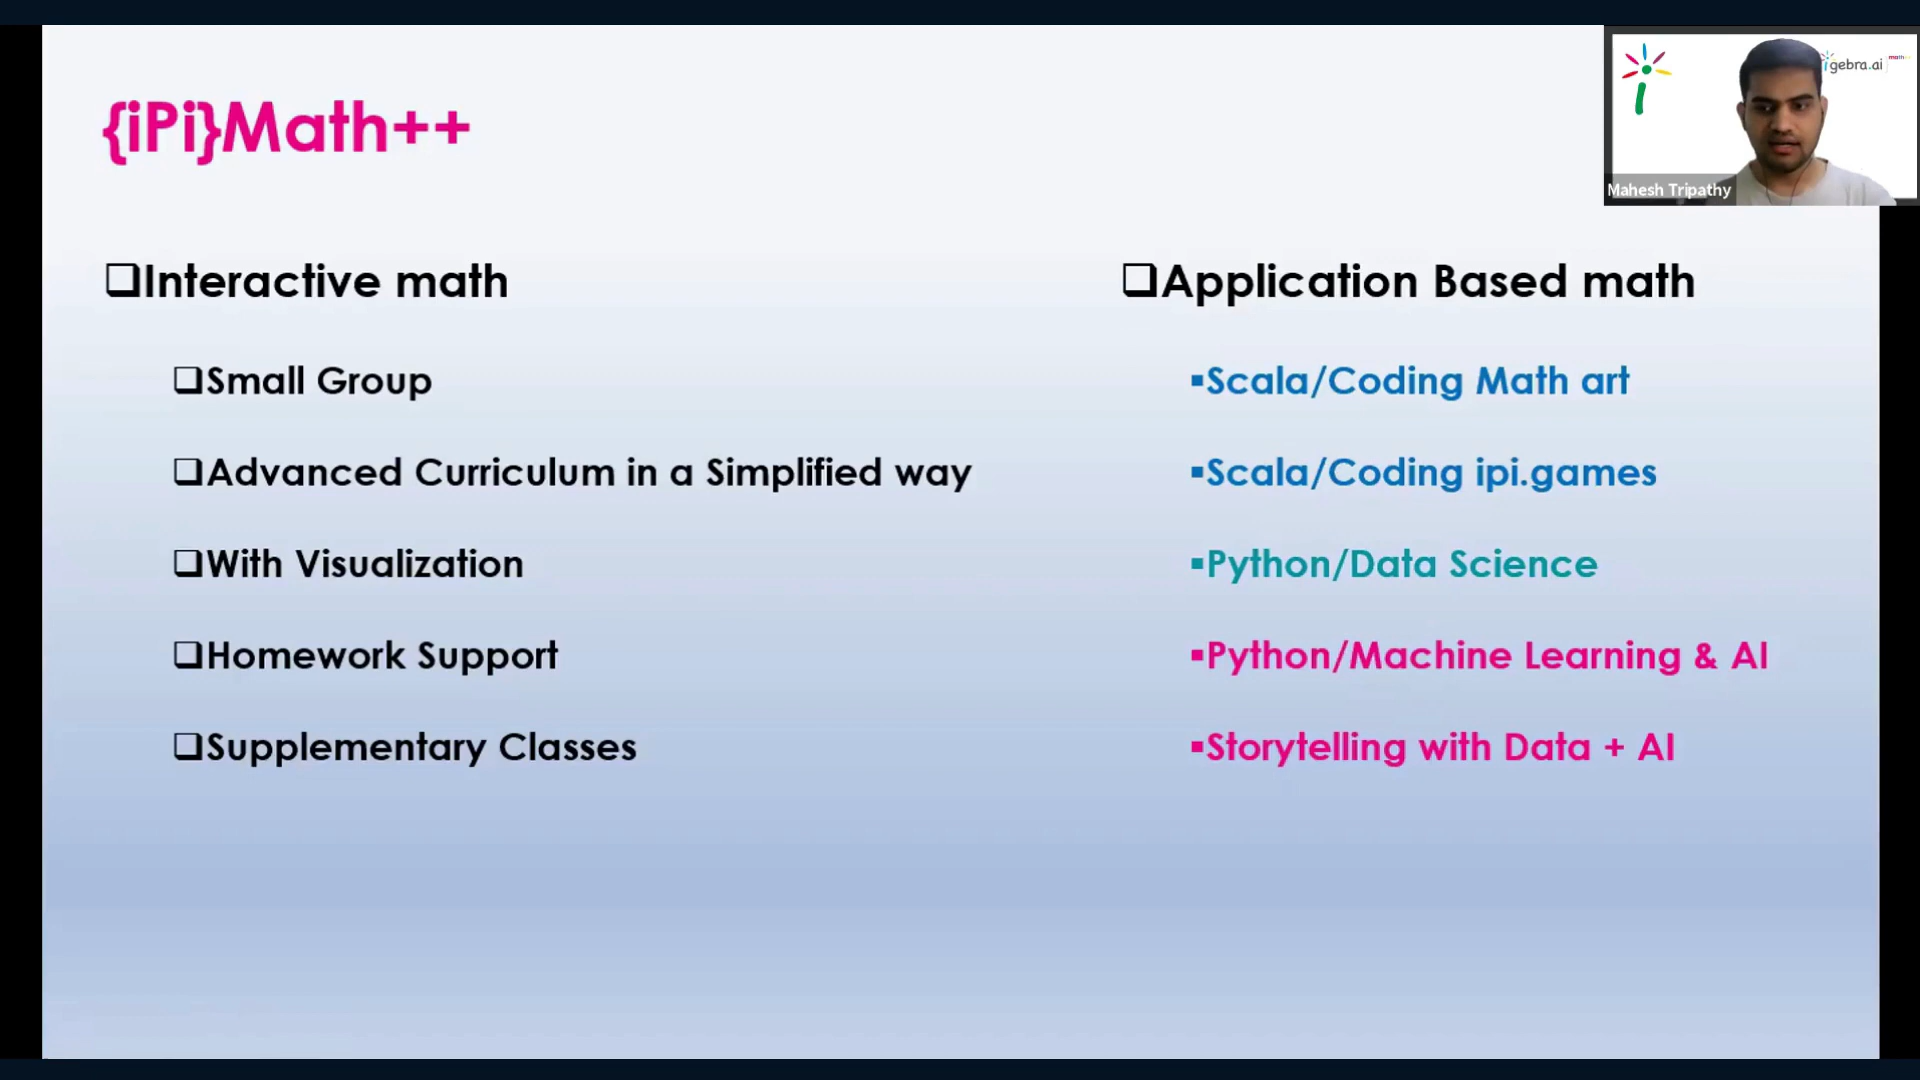 {iPi}Math++
Interactive math
Small Group
Advanced Curriculum in a Simplified way
With Visualization
Homework Support
Supplementary Classes
Application Based math
Scala/Coding Math art
Scala/Coding ipi.games
Python/Data Science
Python/Machine Learning & AI
Storytelling with Data + AI
igebra.ai
math++
Mahesh Tripathy